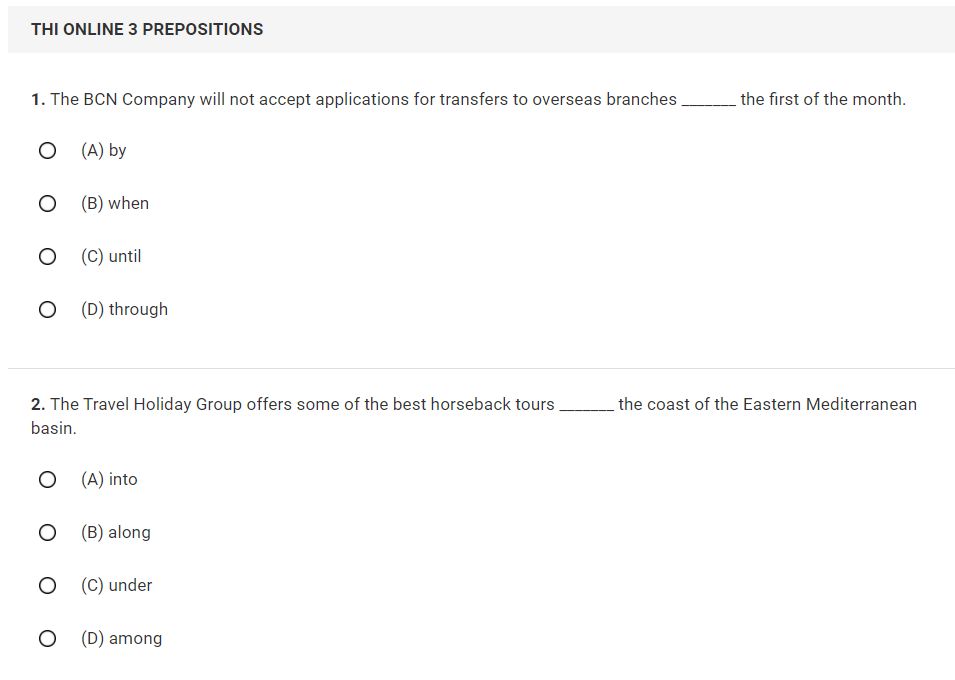 THI ONLINE 3 PREPOSITIONS
1. The BCN Company will not accept applications for transfers to overseas branches _______ the first of the month.
(A) by
(B) when
(C) until
(D) through
2. The Travel Holiday Group offers some of the best horseback tours _______ the coast of the Eastern Mediterranean
basin.
(A) into
(B) along
(C) under
(D) among